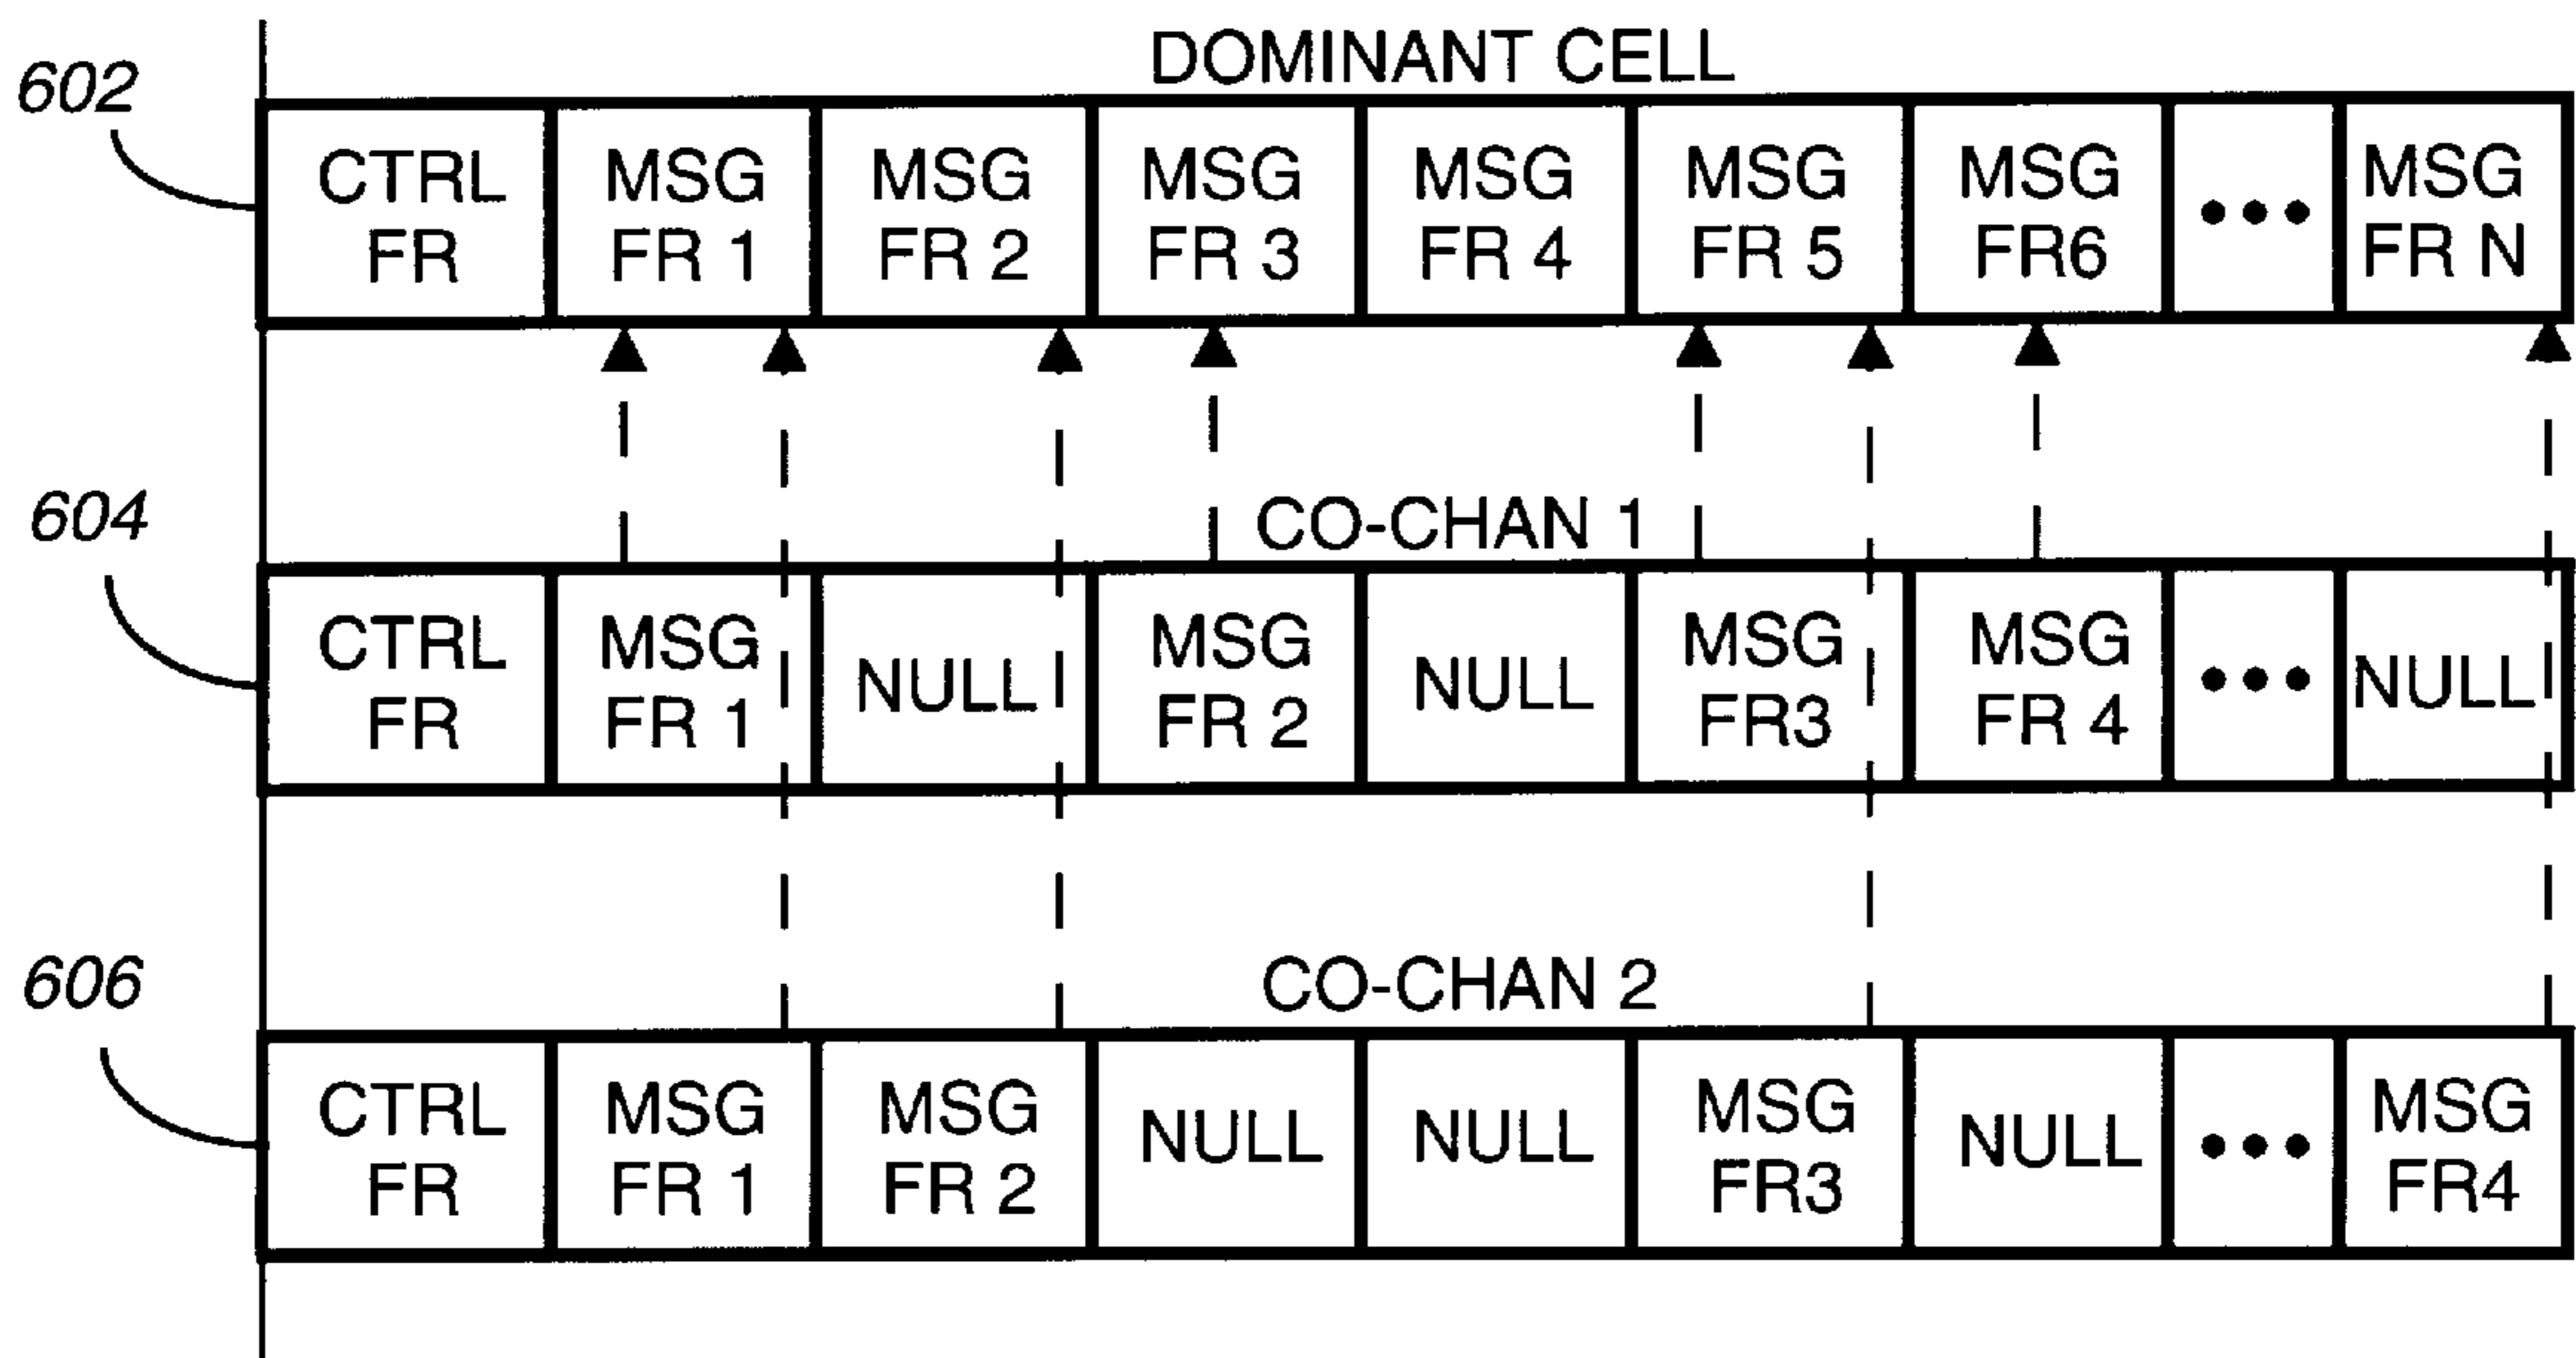 DOMINANT CELL
602
CTRL FR
MSG FR 1
MSG FR 2
MSG FR 3
MSG FR 4
MSG FR 5
MSG FR6
•••
MSG FR N
CO-CHAN 1
604
CTRL FR
MSG FR 1
NULL
MSG FR 2
NULL
MSG FR3
MSG FR 4
•••
NULL
CO-CHAN 2
606
CTRL FR
MSG FR 1
MSG FR 2
NULL
NULL
MSG FR3
NULL
•••
MSG FR4